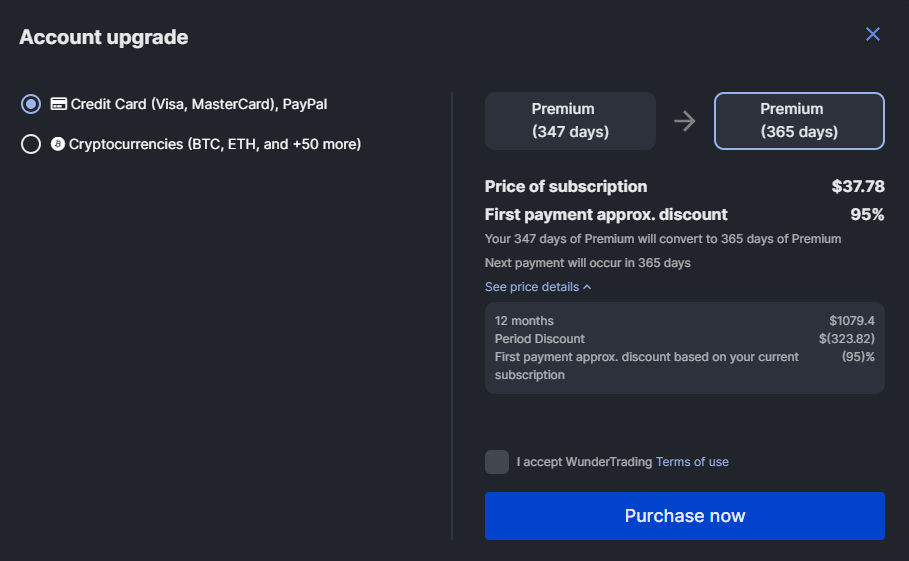 Account upgrade
Credit Card (Visa, MasterCard), PayPal
Cryptocurrencies (BTC, ETH, and +50 more)
Premium
(347 days)
Premium
(365 days)
Price of subscription $37.78
First payment approx. discount 95%
Your 347 days of Premium will convert to 365 days of Premium
Next payment will occur in 365 days
See price details
12 months $1079.4
Period Discount $(323.82)
First payment approx. discount based on your current (95)%
subscription
I accept WunderTrading Terms of use
Purchase now